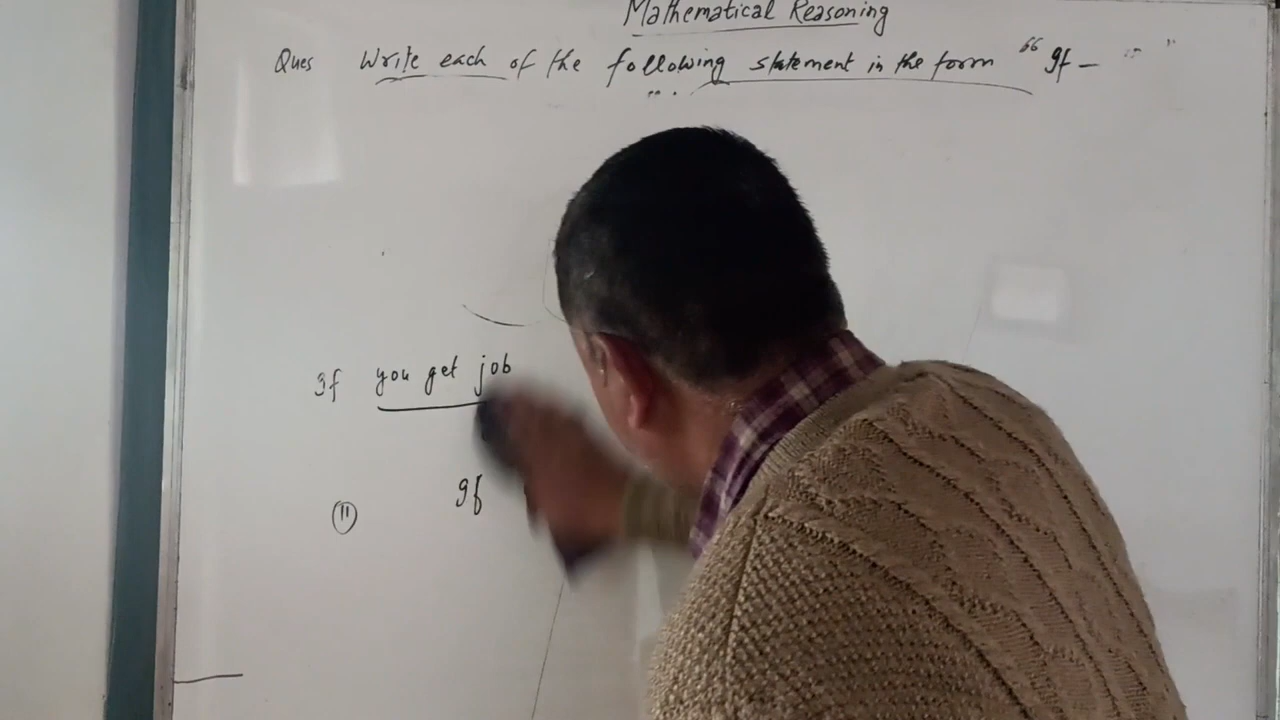 Mathematical Reasoning
Ques Write each of the following statement in the form "If -
If you get job
(ii) If